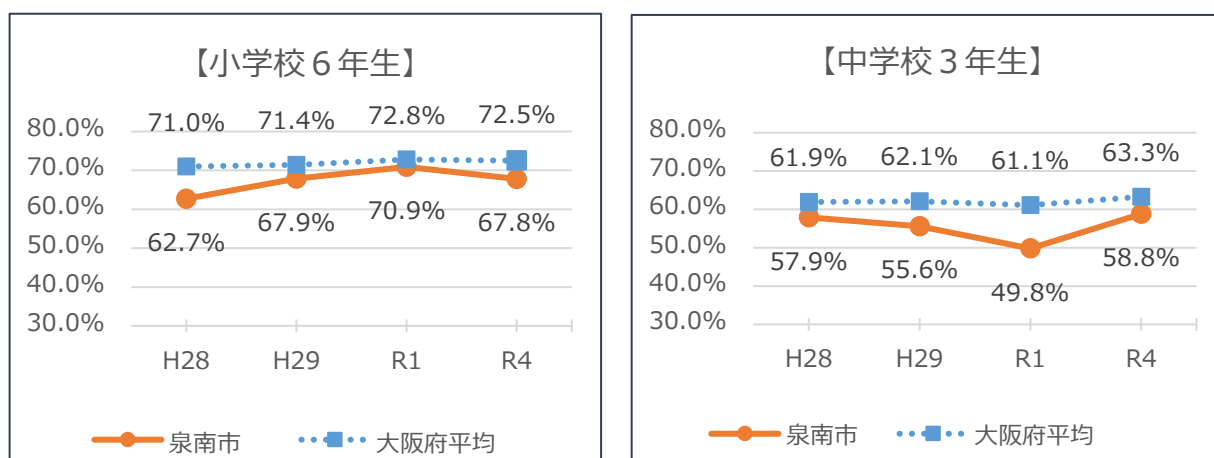 【小学校６年生】
80.0%
70.0%
60.0%
50.0%
40.0%
30.0%
71.0% 71.4% 72.8% 72.5%
62.7% 67.9% 70.9% 67.8%
H28 H29 R1 R4
泉南市 大阪府平均
【中学校３年生】
80.0%
70.0%
60.0%
50.0%
40.0%
30.0%
61.9% 62.1% 61.1% 63.3%
57.9% 55.6% 49.8% 58.8%
H28 H29 R1 R4
泉南市 大阪府平均